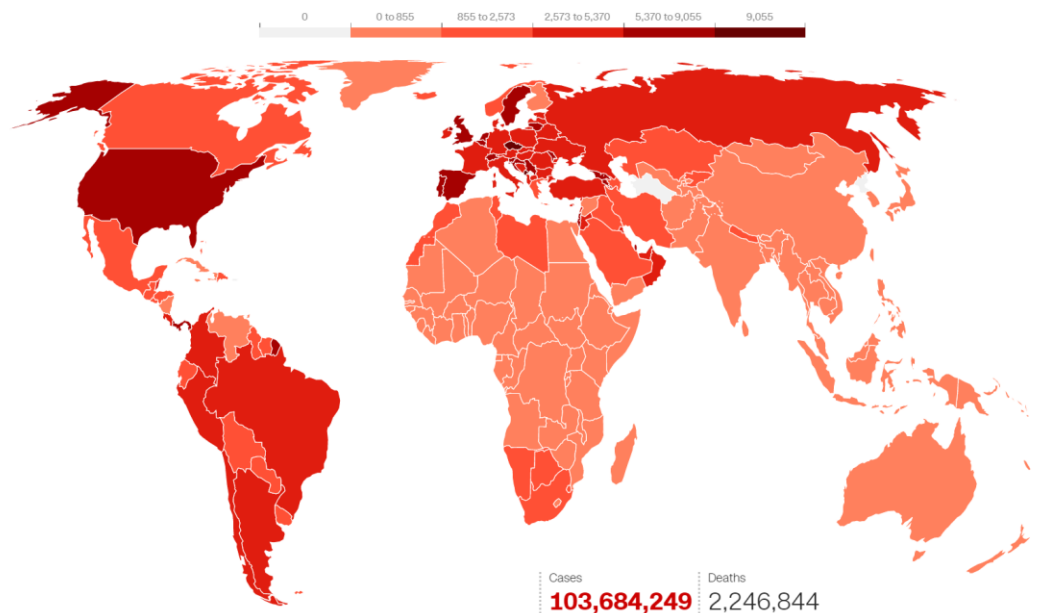 0 0 to 855 855 to 2,573 2,573 to 5,370 5,370 to 9,055 9,055
Cases Deaths
103,684,249 2,246,844